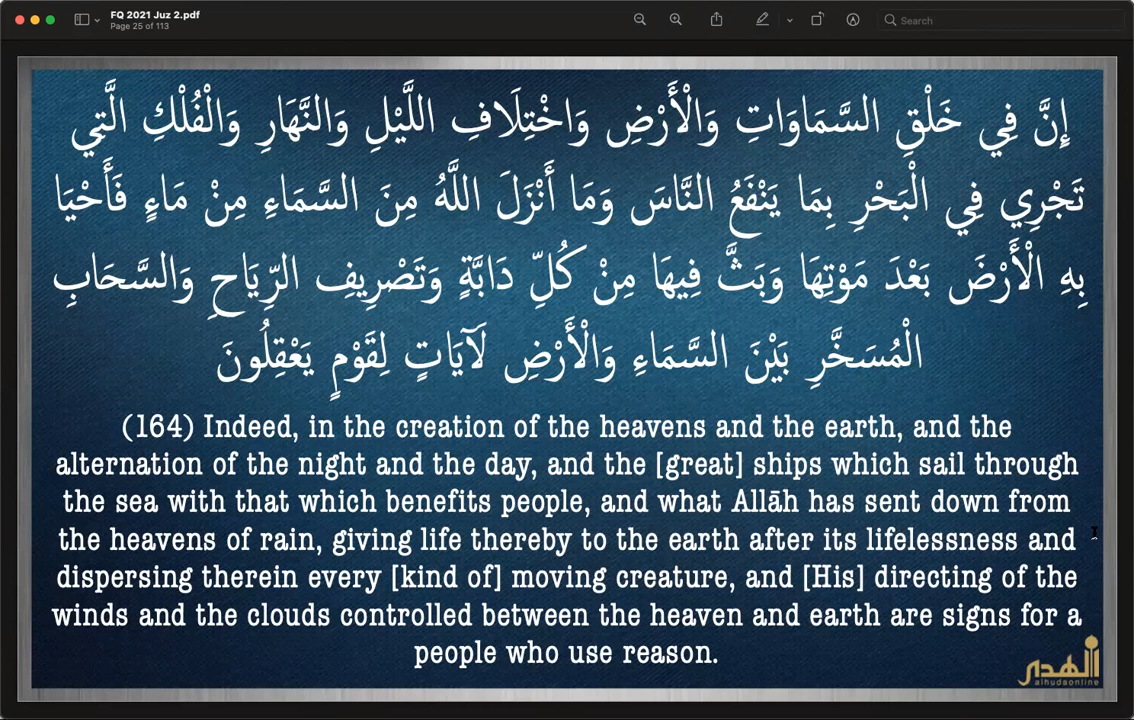 FQ 2021 Juz 2.pdf
Page 25 of 113
Search
إِنَّ فِي خَلْقِ السَّمَاوَاتِ وَالْأَرْضِ وَاخْتِلَافِ اللَّيْلِ وَالنَّهَارِ وَالْفُلْكِ الَّتِي
تَجْرِي فِي الْبَحْرِ بِمَا يَنْفَعُ النَّاسَ وَمَا أَنْزَلَ اللَّهُ مِنَ السَّمَاءِ مِنْ مَاءٍ فَأَحْيَا
بِهِ الْأَرْضَ بَعْدَ مَوْتِهَا وَبَثَّ فِيهَا مِنْ كُلِّ دَابَّةٍ وَتَصْرِيفِ الرِّيَاحِ وَالسَّحَابِ
الْمُسَخَّرِ بَيْنَ السَّمَاءِ وَالْأَرْضِ لَآيَاتٍ لِقَوْمٍ يَعْقِلُونَ
(164) Indeed, in the creation of the heavens and the earth, and the
alternation of the night and the day, and the [great] ships which sail through
the sea with that which benefits people, and what Allāh has sent down from
the heavens of rain, giving life thereby to the earth after its lifelessness and
dispersing therein every [kind of] moving creature, and [His] directing of the
winds and the clouds controlled between the heaven and earth are signs for a
people who use reason.
الهدى
alhudaonline